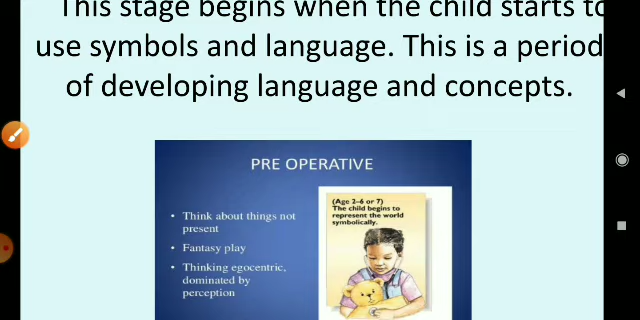 This stage begins when the child starts to
use symbols and language. This is a period
of developing language and concepts.
PRE OPERATIVE
• Think about things not
present
• Fantasy play
• Thinking egocentric,
dominated by
perception
(Age 2-6 or 7)
The child begins to
represent the world
symbolically.